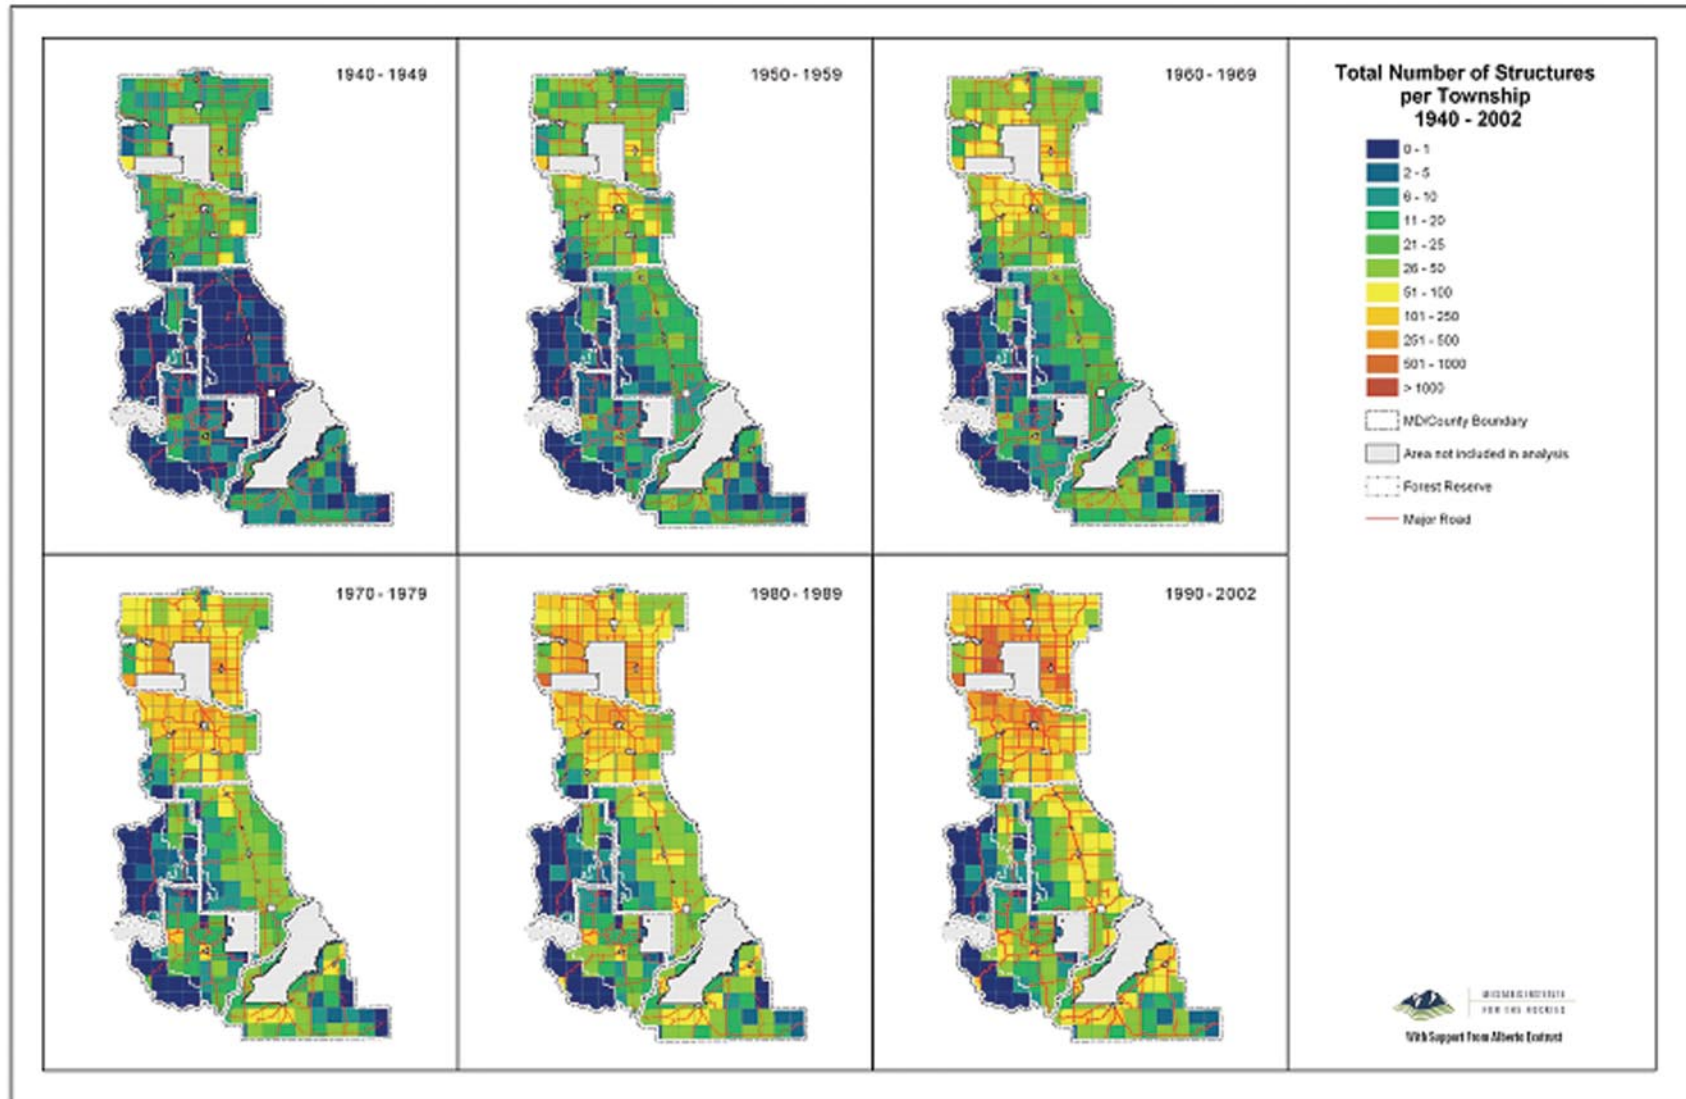 1940 - 1949
1950 - 1959
1960 - 1969
Total Number of Structures
per Township
1940 - 2002
0 - 1
2 - 5
6 - 10
11 - 20
21 - 25
26 - 50
51 - 100
101 - 250
251 - 500
501 - 1000
> 1000
MD/County Boundary
Area not included in analysis
Forest Reserve
Major Road
1970 - 1979
1980 - 1989
1990 - 2002
FOR THE ROCKIES
With Support From Alberta Ecotrust